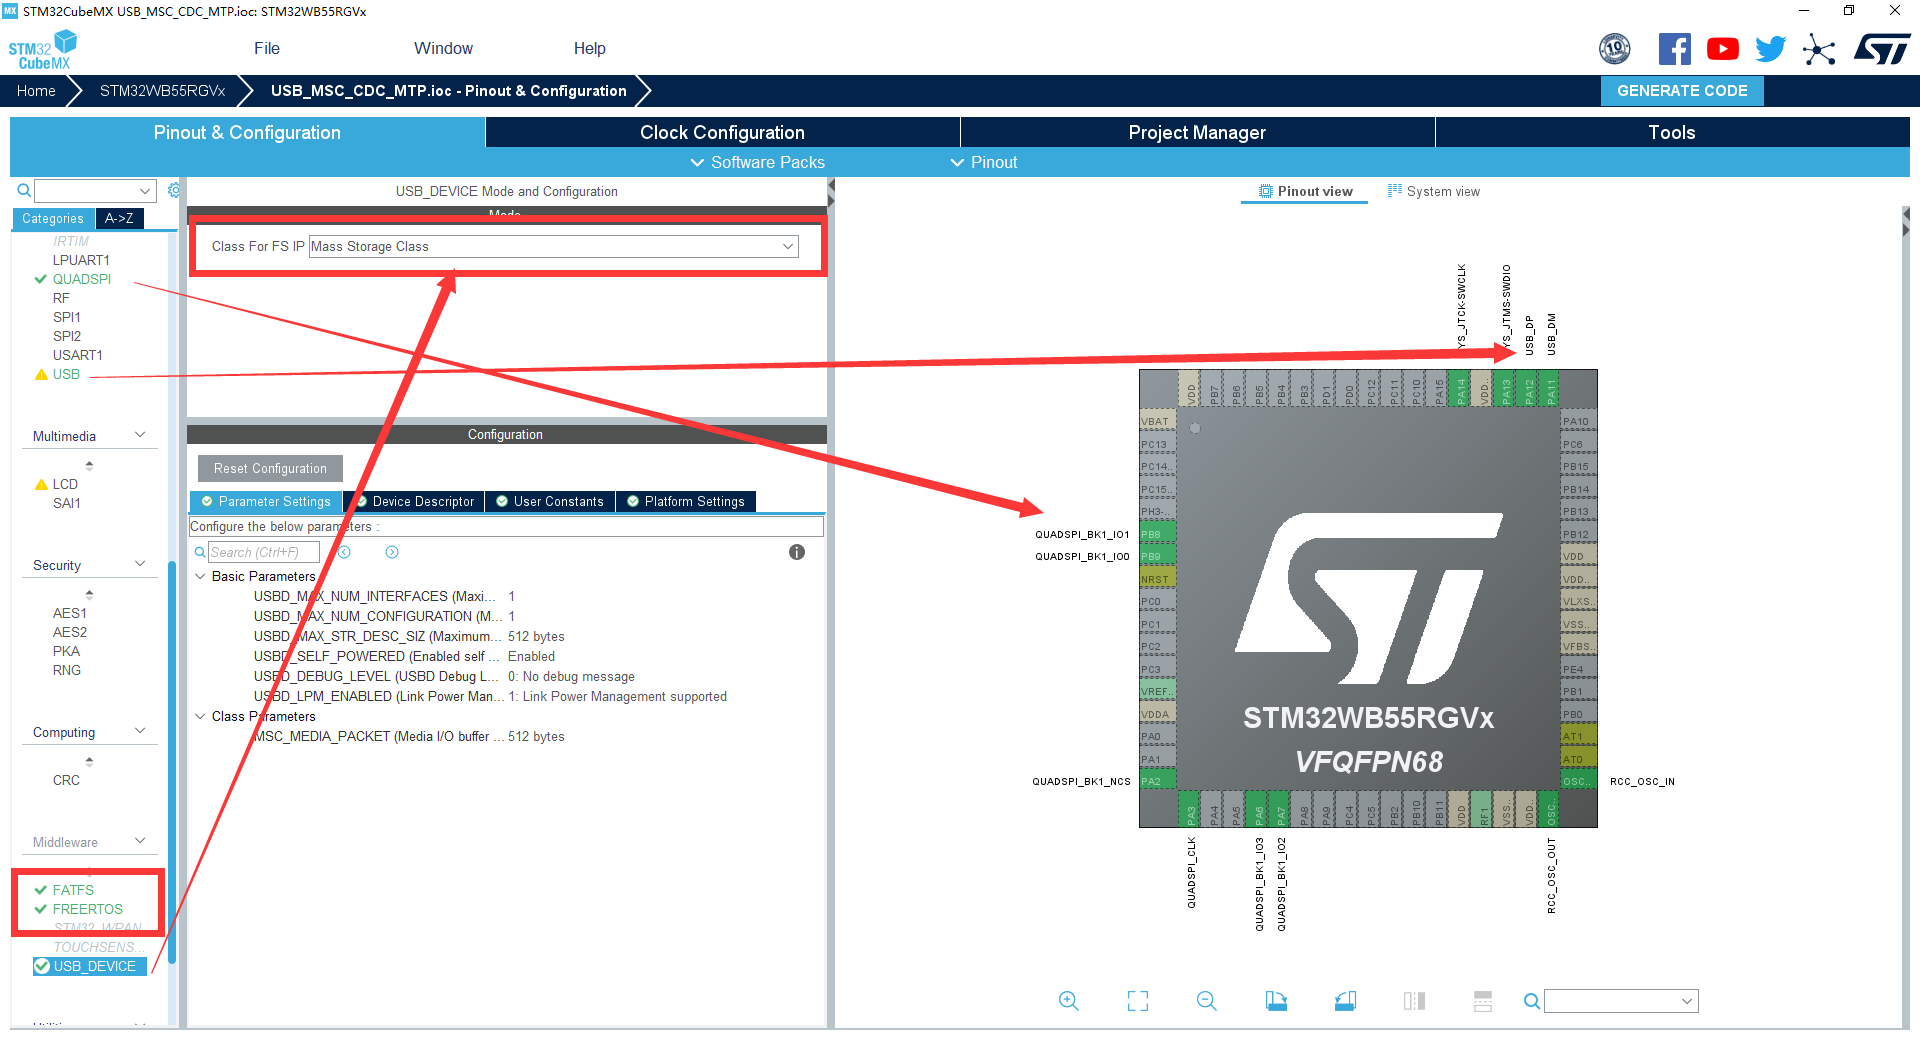 MX STM32CubeMX USB_MSC_CDC_MTP.ioc: STM32WB55RGVx
STM32
CubeMX
File
Window
Help
10
ST
Home
STM32WB55RGVx
USB_MSC_CDC_MTP.ioc - Pinout & Configuration
GENERATE CODE
Pinout & Configuration
Clock Configuration
Project Manager
Tools
Software Packs
Pinout
Categories
A->Z
IRTIM
LPUART1
QUADSPI
RF
SPI1
SPI2
USART1
USB
Multimedia
LCD
SAI1
Security
AES1
AES2
PKA
RNG
Computing
CRC
Middleware
FATFS
FREERTOS
STM32_WPAN
TOUCHSENS...
USB_DEVICE
USB_DEVICE Mode and Configuration
Mode
Class For FS IP Mass Storage Class
Configuration
Reset Configuration
Parameter Settings
Device Descriptor
User Constants
Platform Settings
Configure the below parameters :
Search (Ctrl+F)
Basic Parameters
USBD_MAX_NUM_INTERFACES (Maxi... 1
USBD_MAX_NUM_CONFIGURATION (M... 1
USBD_MAX_STR_DESC_SIZ (Maximum... 512 bytes
USBD_SELF_POWERED (Enabled self ... Enabled
USBD_DEBUG_LEVEL (USBD Debug L... 0: No debug message
USBD_LPM_ENABLED (Link Power Man... 1: Link Power Management supported
Class Parameters
MSC_MEDIA_PACKET (Media I/O buffer ... 512 bytes
Pinout view
System view
YS_JTCK-SWCLK
YS_JTMS-SWDIO
USB_DP
USB_DM
VDD
PB7
PB6
PB5
PB4
PB3
PD1
PD0
PC12
PC11
PC10
PA15
PA14
VDD..
PA13
PA12
PA11
VBAT
PC13
PC14..
PC15..
PH3-..
QUADSPI_BK1_IO1 PB8
QUADSPI_BK1_IO0 PB9
NRST
PC0
PC1
PC2
PC3
VREF..
VDDA
PA0
PA1
QUADSPI_BK1_NCS PA2
PA10
PC6
PB15
PB14
PB13
PB12
VDD
VDD..
VLXS..
VSS..
VFBS..
PE4
PB1
PB0
AT1
AT0
OSC.. RCC_OSC_IN
ST
STM32WB55RGVx
VFQFPN68
PA3
PA4
PA5
PA6
PA7
PA8
PA9
PC4
PC5
PB2
PB10
PB11
VDD
RF1
VSS..
VDD..
OSC..
QUADSPI_CLK
QUADSPI_BK1_IO3
QUADSPI_BK1_IO2
RCC_OSC_OUT